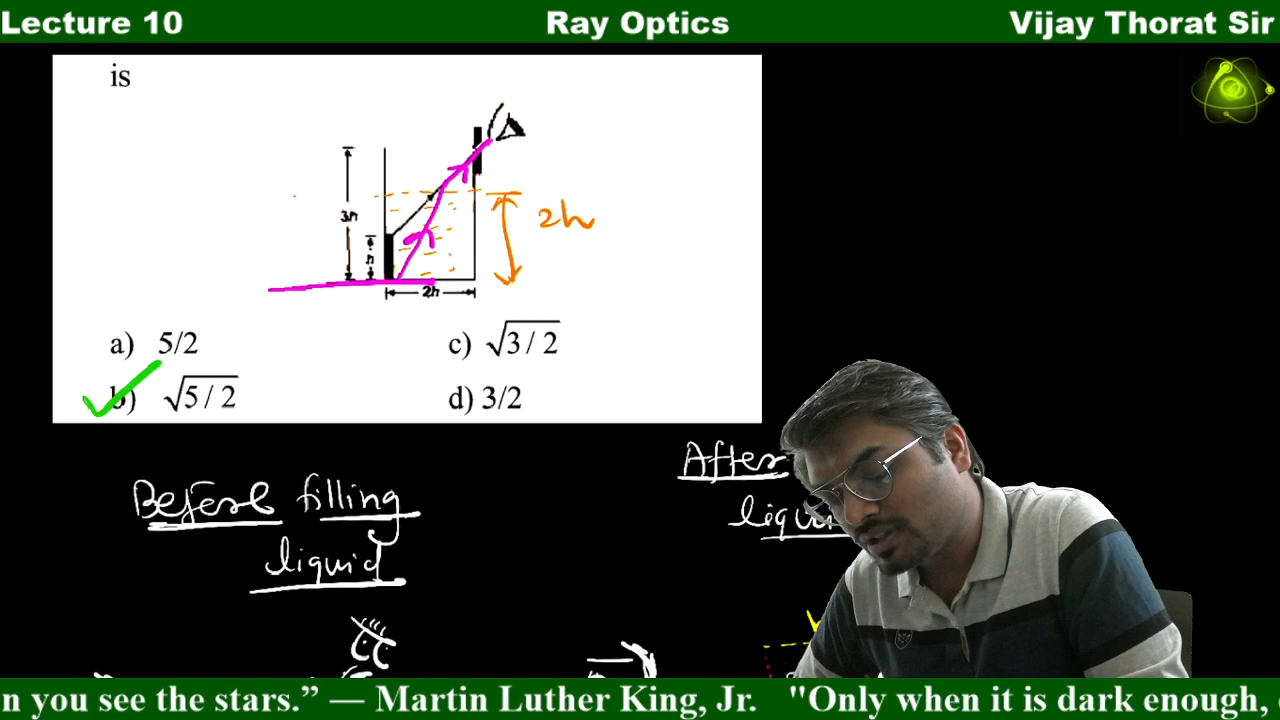 Lecture 10 Ray Optics Vijay Thorat Sir
is
3h
h
2h
2h
a) 5/2
c) √3 / 2
b) √5 / 2
d) 3/2
Before filling
liquid
After
n you see the stars.” — Martin Luther King, Jr. "Only when it is dark enough,